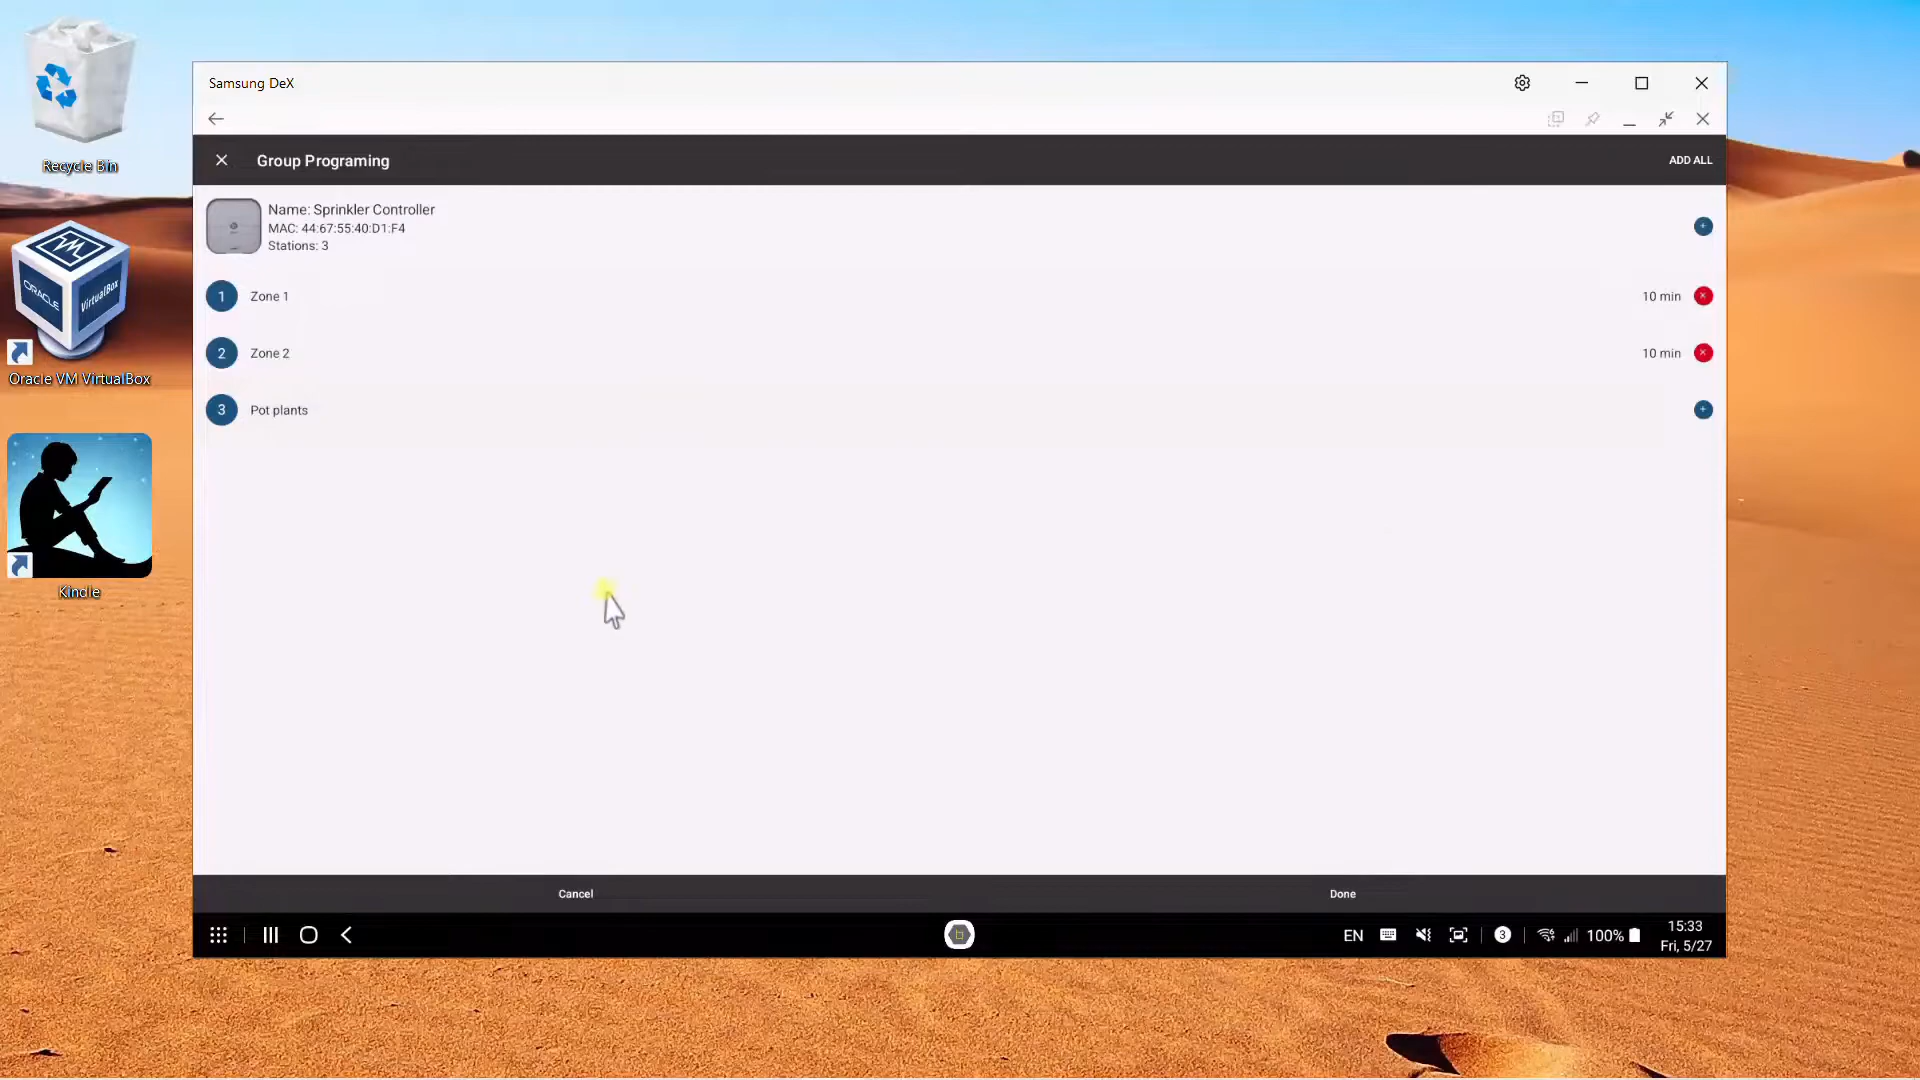 Samsung DeX
Recycle Bin
Group Programing
ADD ALL
Name: Sprinkler Controller
MAC: 44:67:55:40:D1:F4
Stations: 3
1 Zone 1 10 min
2 Zone 2 10 min
3 Pot plants
ORACLE
VirtualBox
Oracle VM VirtualBox
Kindle
Cancel Done
EN 3 100% 15:33
Fri, 5/27